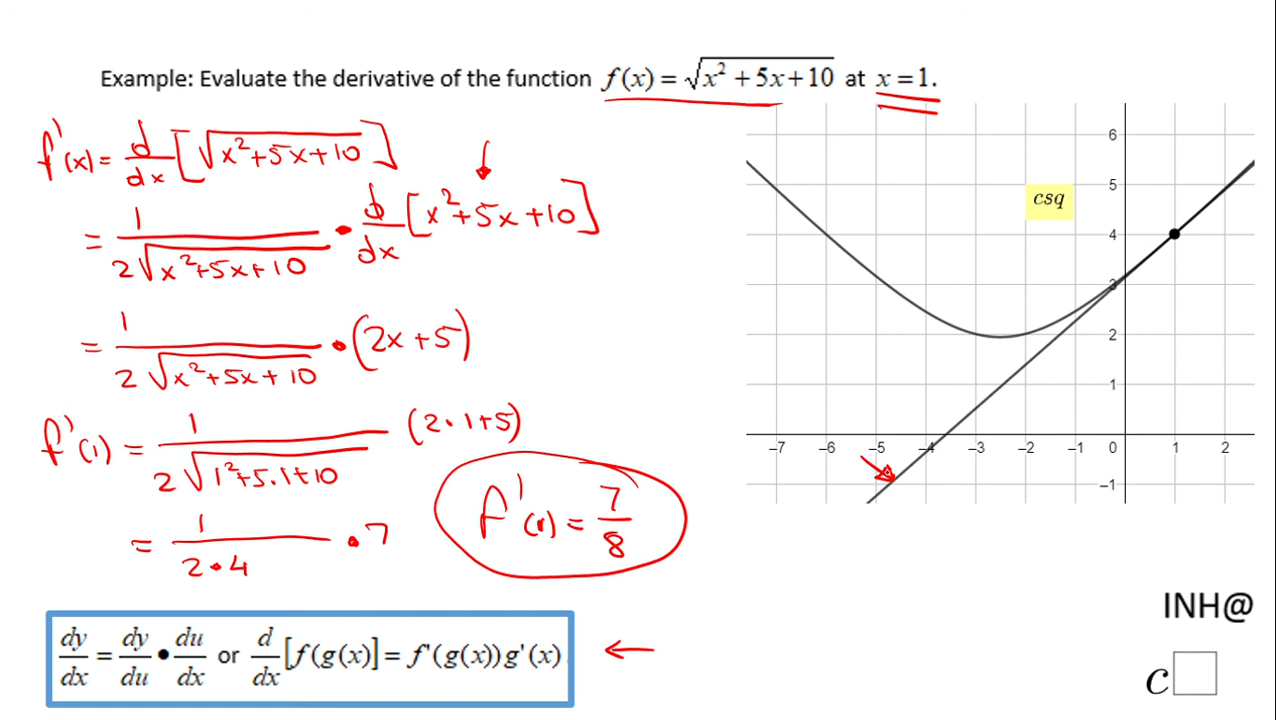 Example: Evaluate the derivative of the function f(x) = √(x² + 5x + 10) at x = 1.
f'(x) = d/dx [√(x²+5x+10)]
= 1/(2√(x²+5x+10)) • d/dx [x²+5x+10]
= 1/(2√(x²+5x+10)) • (2x+5)
f'(1) = 1/(2√(1²+5.1+10)) (2•1+5)
= 1/(2•4) • 7
f'(1) = 7/8
dy/dx = dy/du • du/dx or d/dx [f(g(x)] = f'(g(x))g'(x)
csq
6
5
4
3
2
1
−7 −6 −5 −4 −3 −2 −1 0 1 2
−1
INH@
c